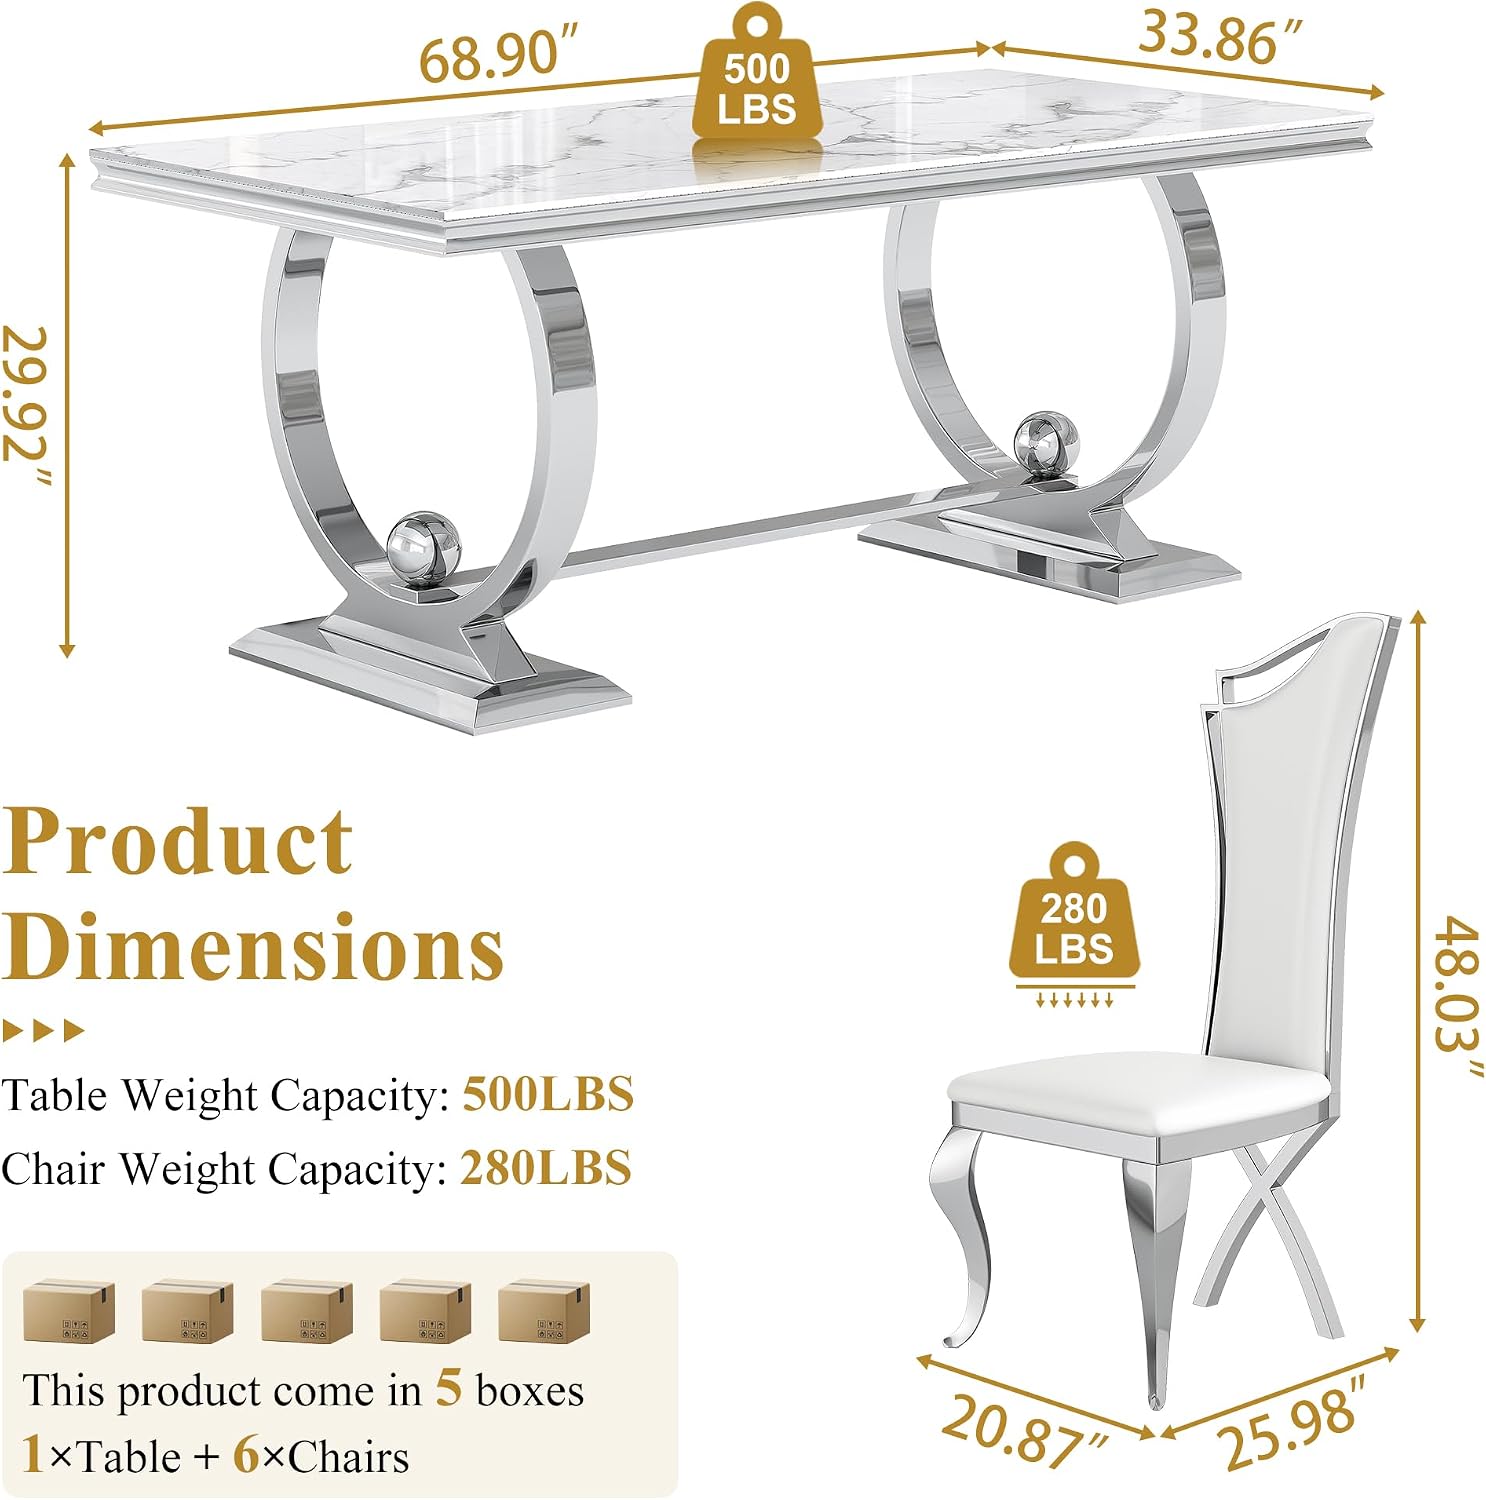 68.90″
500
LBS
33.86″
29.92″
Product
Dimensions
Table Weight Capacity: 500LBS
Chair Weight Capacity: 280LBS
This product come in 5 boxes
1×Table + 6×Chairs
280
LBS
48.03″
20.87″
25.98″